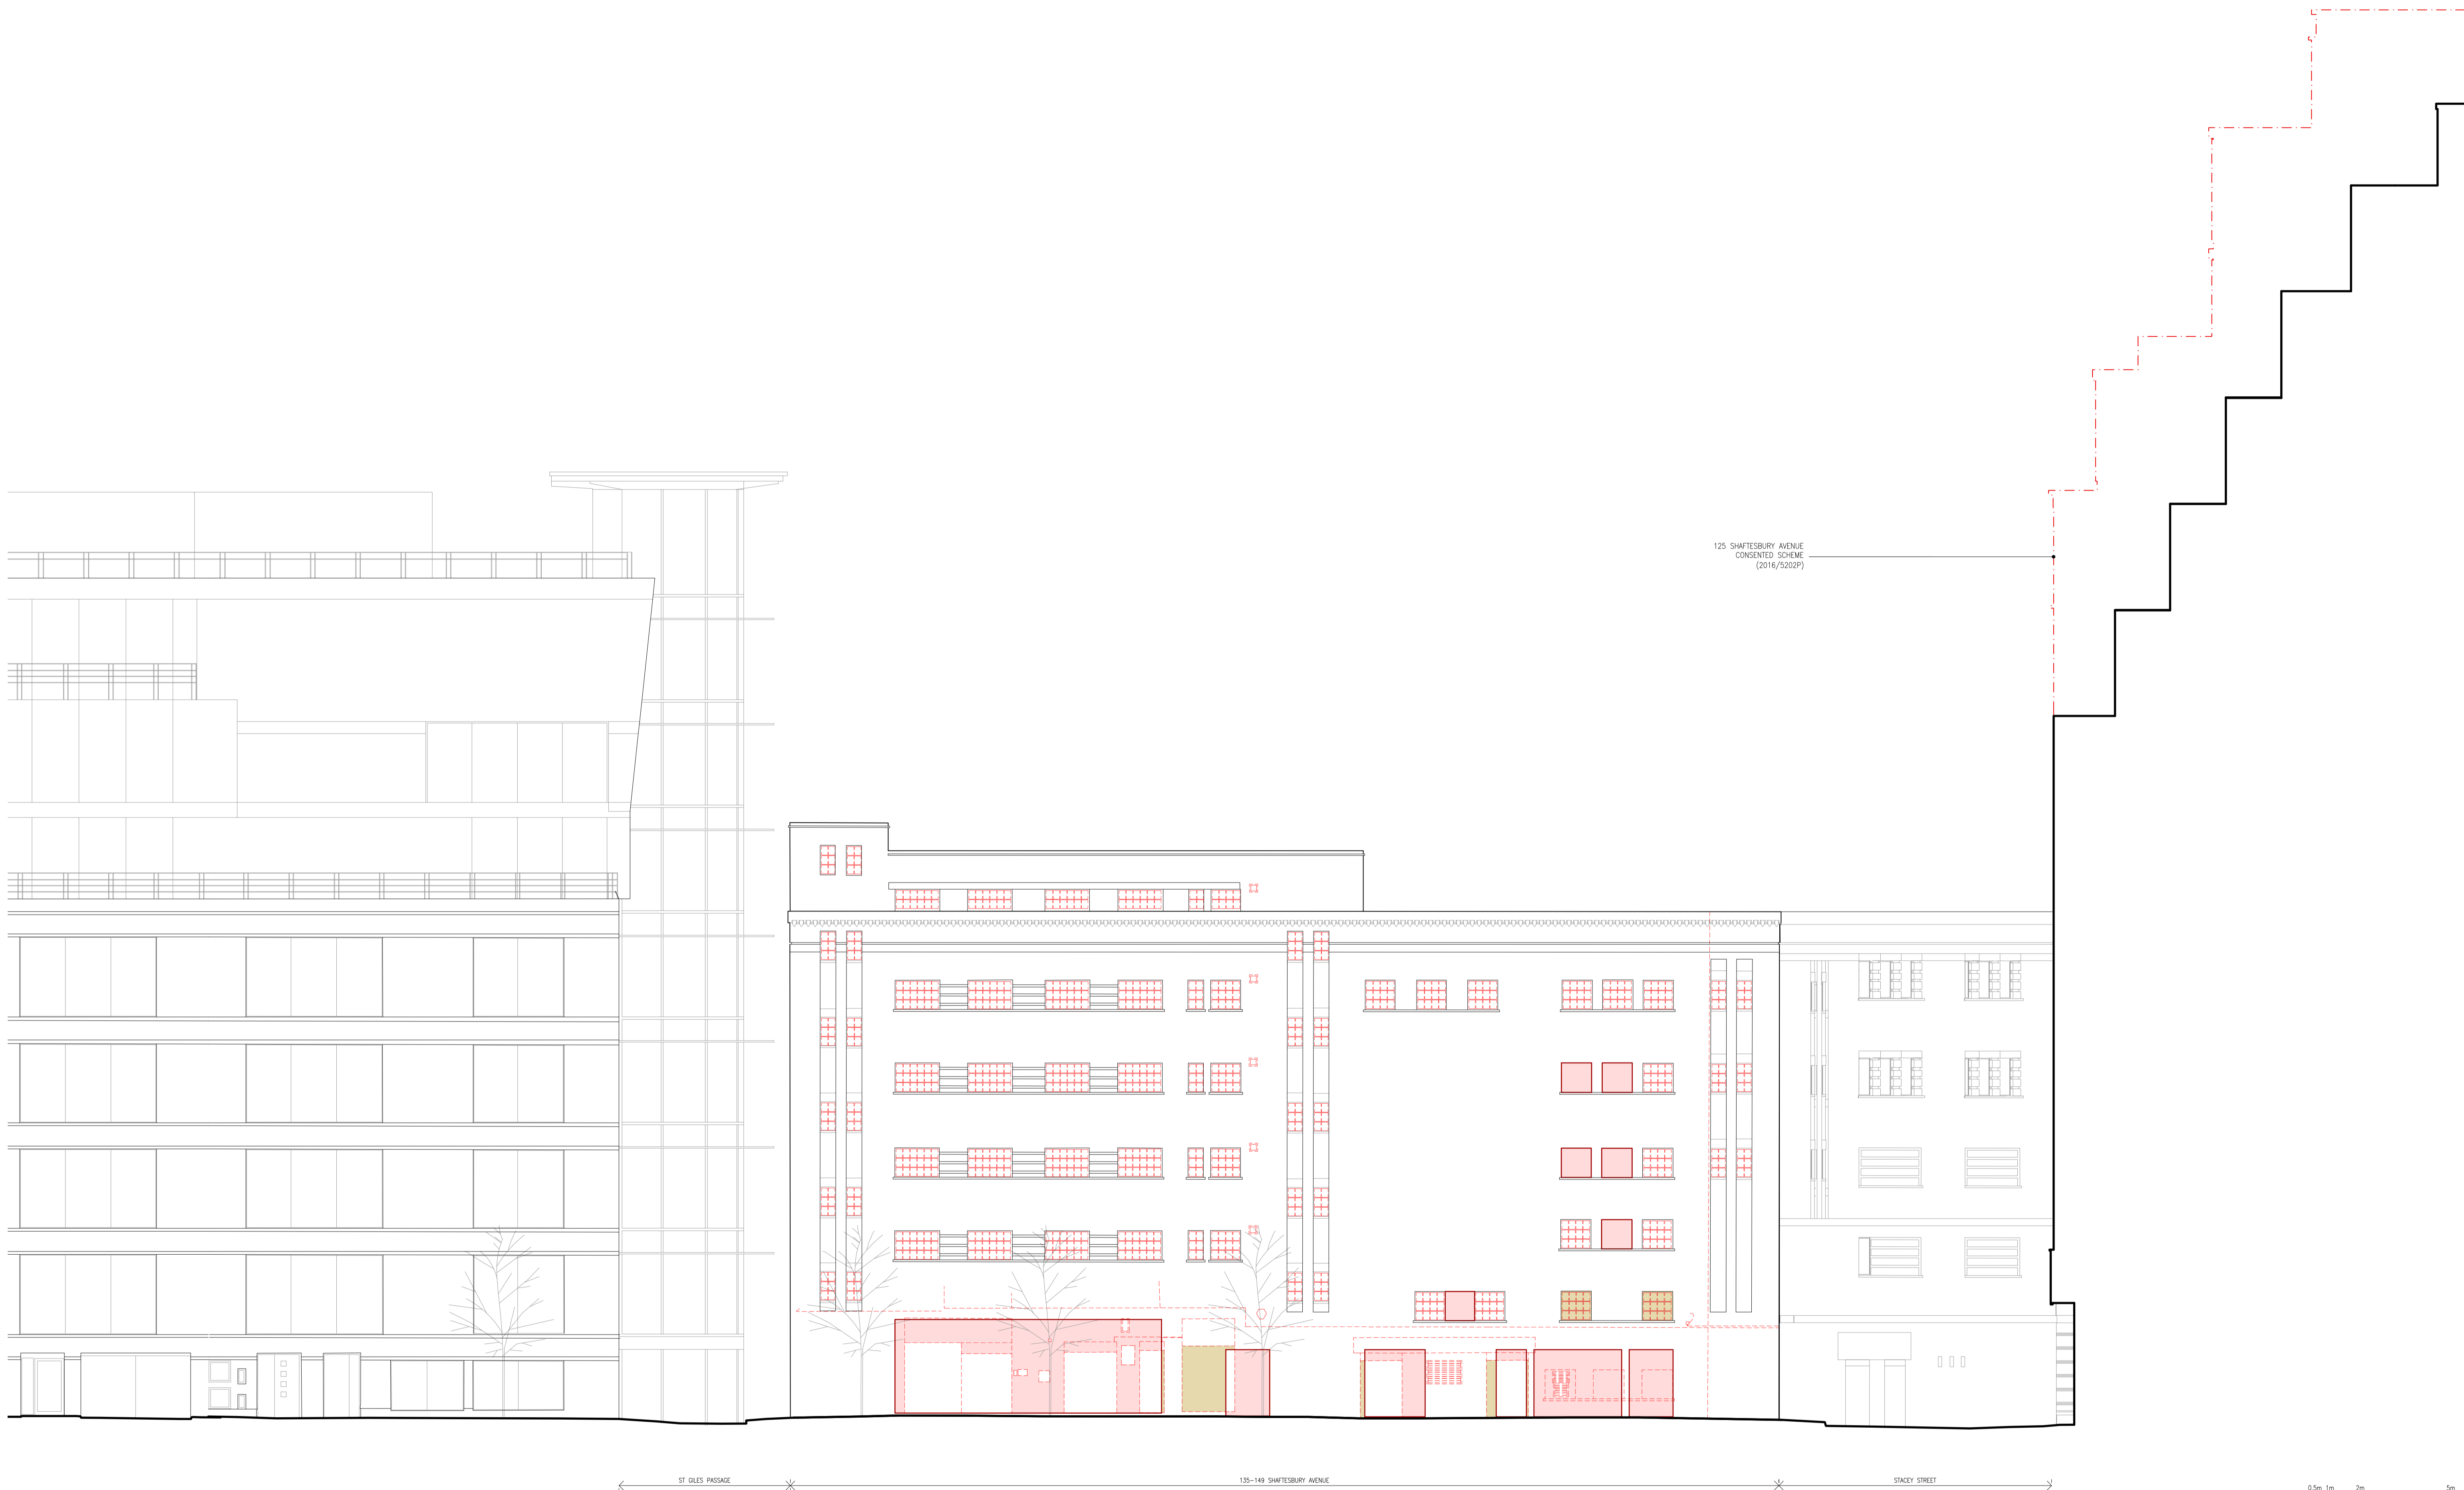 125 SHAFTESBURY AVENUE
CONSENTED SCHEME
(2016/5202P)
ST GILES PASSAGE
135-149 SHAFTESBURY AVENUE
STACEY STREET
0.5m 1m 2m 5m